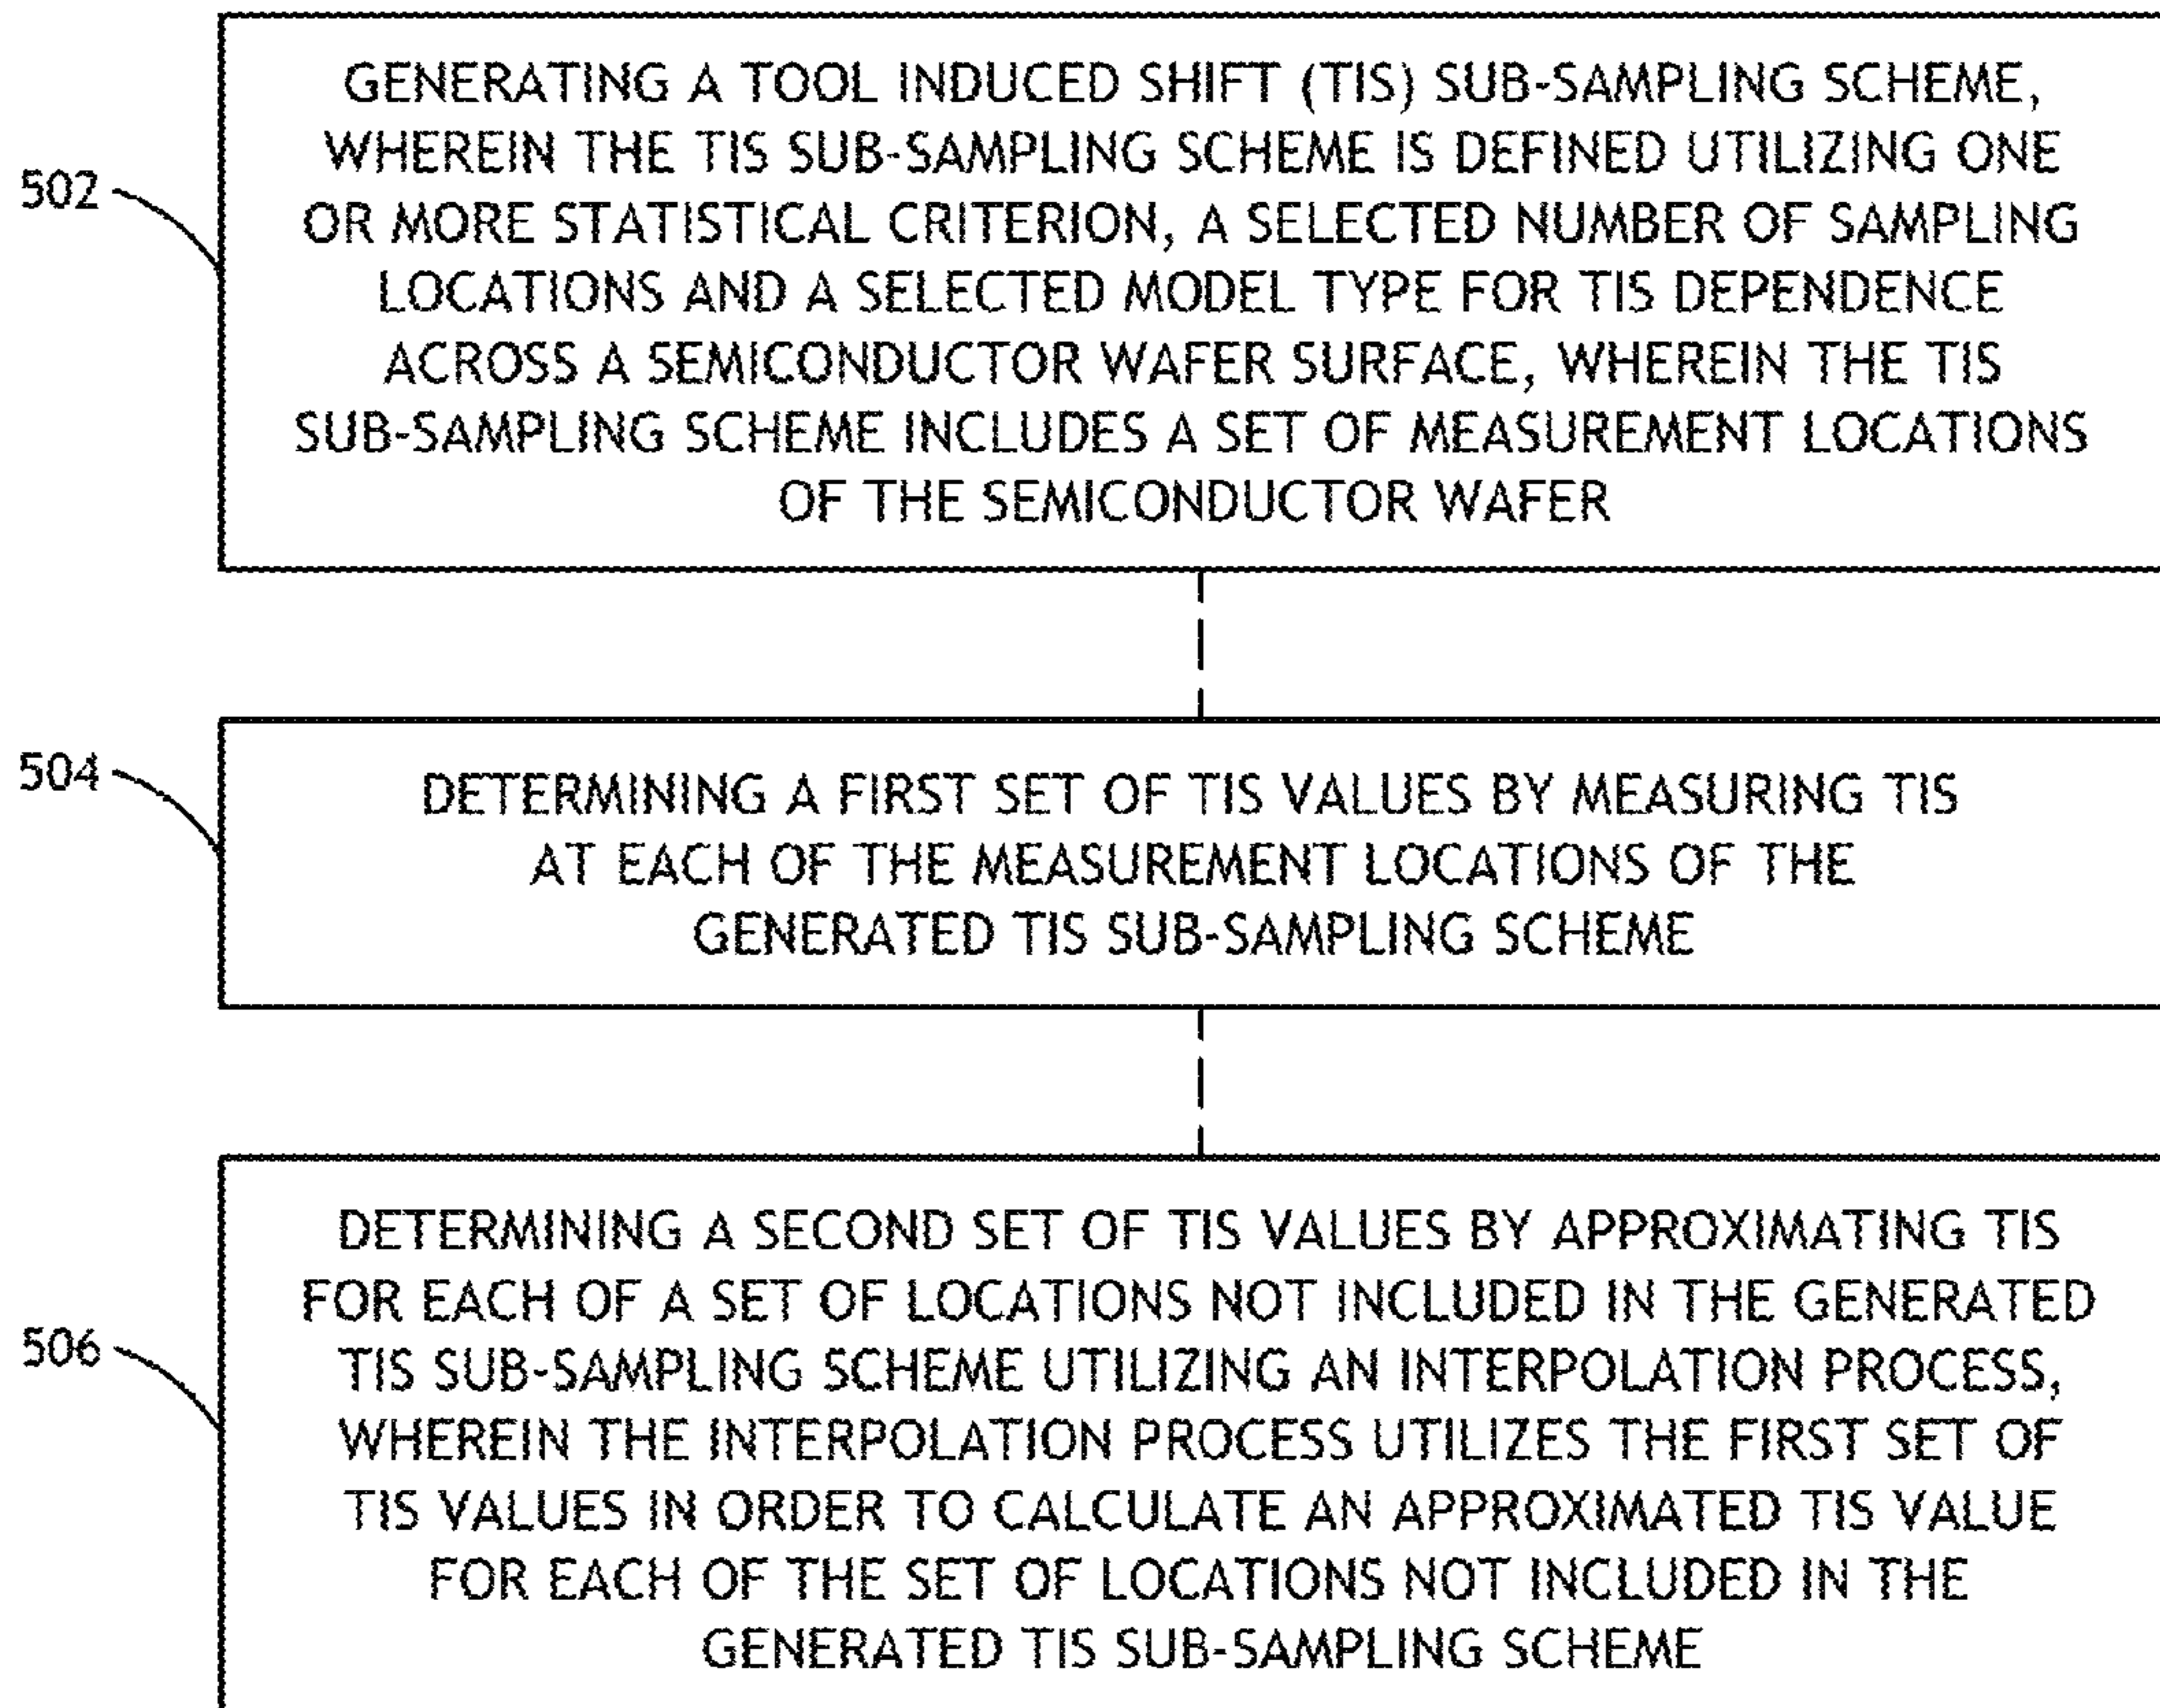 502
GENERATING A TOOL INDUCED SHIFT (TIS) SUB-SAMPLING SCHEME,
WHEREIN THE TIS SUB-SAMPLING SCHEME IS DEFINED UTILIZING ONE
OR MORE STATISTICAL CRITERION, A SELECTED NUMBER OF SAMPLING
LOCATIONS AND A SELECTED MODEL TYPE FOR TIS DEPENDENCE
ACROSS A SEMICONDUCTOR WAFER SURFACE, WHEREIN THE TIS
SUB-SAMPLING SCHEME INCLUDES A SET OF MEASUREMENT LOCATIONS
OF THE SEMICONDUCTOR WAFER
504
DETERMINING A FIRST SET OF TIS VALUES BY MEASURING TIS
AT EACH OF THE MEASUREMENT LOCATIONS OF THE
GENERATED TIS SUB-SAMPLING SCHEME
506
DETERMINING A SECOND SET OF TIS VALUES BY APPROXIMATING TIS
FOR EACH OF A SET OF LOCATIONS NOT INCLUDED IN THE GENERATED
TIS SUB-SAMPLING SCHEME UTILIZING AN INTERPOLATION PROCESS,
WHEREIN THE INTERPOLATION PROCESS UTILIZES THE FIRST SET OF
TIS VALUES IN ORDER TO CALCULATE AN APPROXIMATED TIS VALUE
FOR EACH OF THE SET OF LOCATIONS NOT INCLUDED IN THE
GENERATED TIS SUB-SAMPLING SCHEME